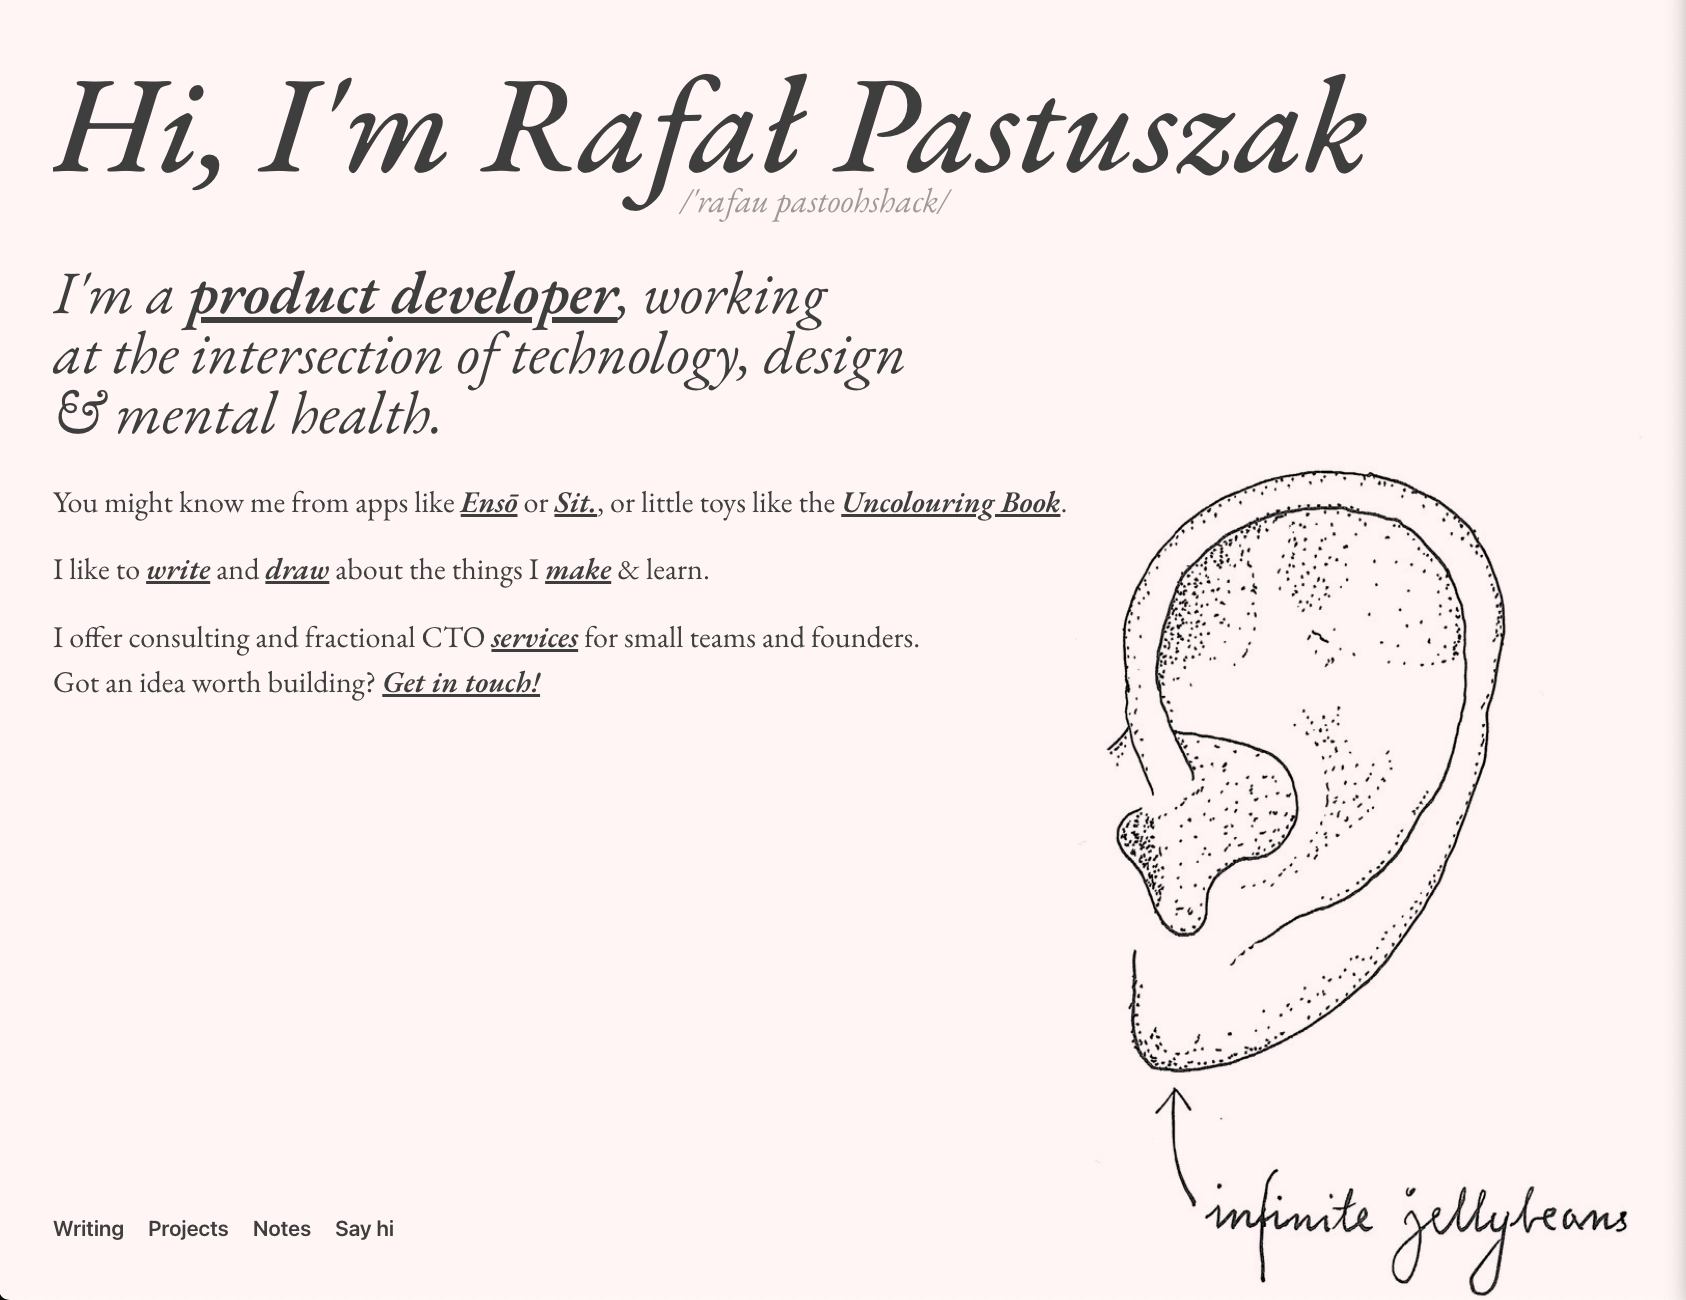 Hi, I'm Rafał Pastuszak
/'rafau pastoohshack/
I'm a product developer, working
at the intersection of technology, design
& mental health.
You might know me from apps like Ensō or Sit., or little toys like the Uncolouring Book.
I like to write and draw about the things I make & learn.
I offer consulting and fractional CTO services for small teams and founders.
Got an idea worth building? Get in touch!
infinite jellybeans
Writing Projects Notes Say hi